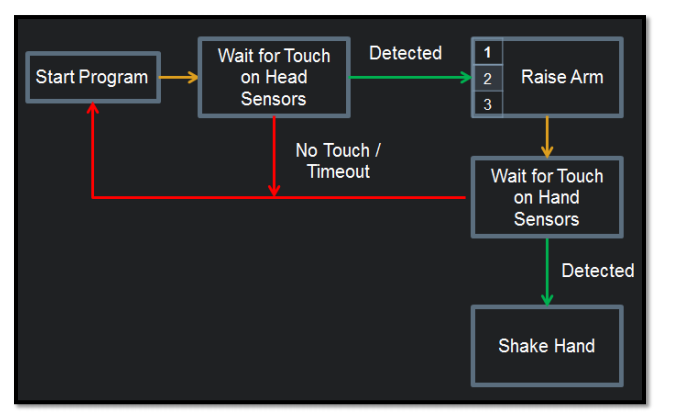 Start Program
Wait for Touch
on Head
Sensors
Detected
1
2
3
Raise Arm
No Touch /
Timeout
Wait for Touch
on Hand
Sensors
Detected
Shake Hand